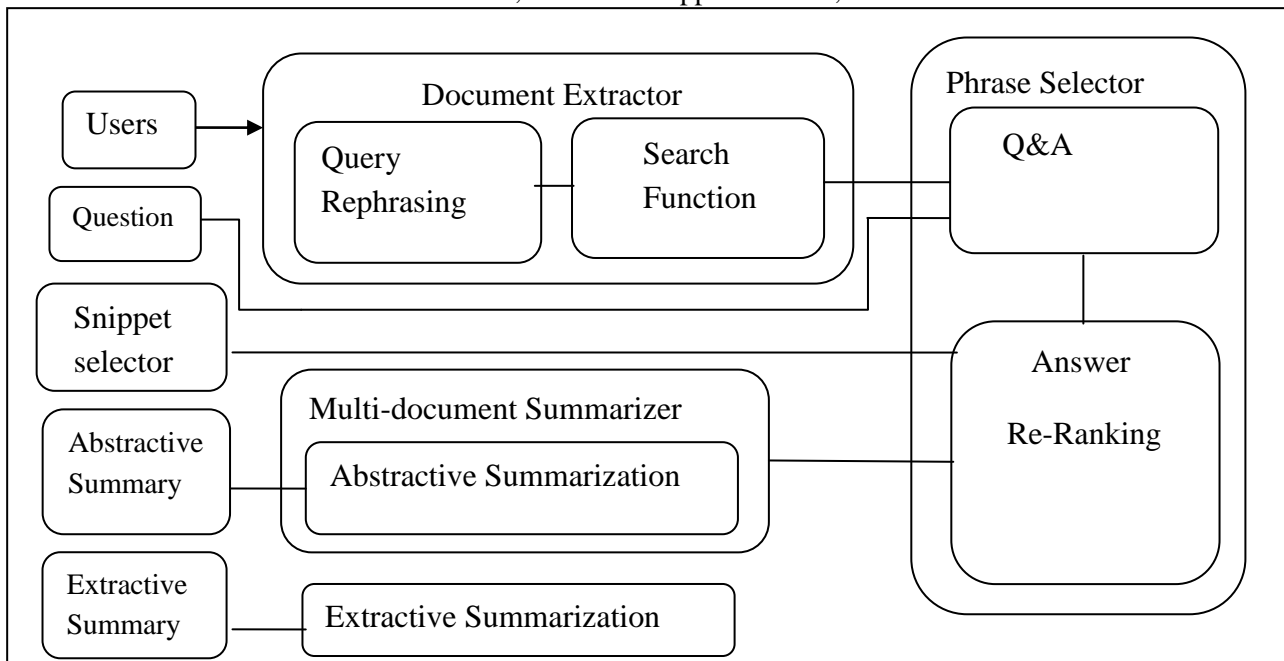 Document Extractor
Phrase Selector
Users
Query
Rephrasing
Search
Function
Q&A
Question
Snippet
selector
Answer
Re-Ranking
Multi-document Summarizer
Abstractive
Summary
Abstractive Summarization
Extractive
Summary
Extractive Summarization